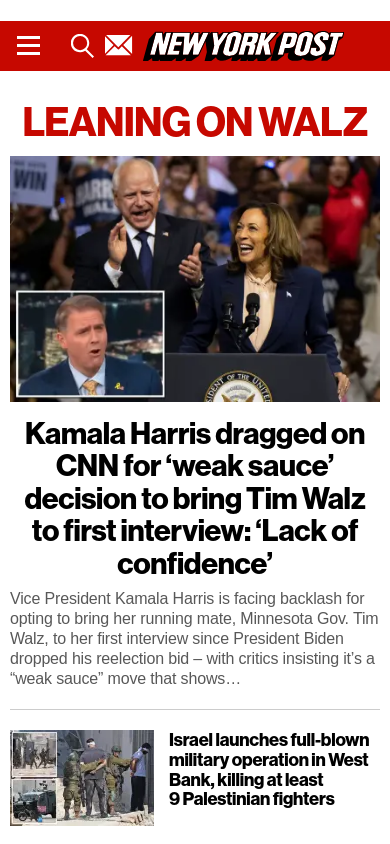 NEW YORK POST
LEANING ON WALZ
WIN
Kamala Harris dragged on
CNN for ‘weak sauce’
decision to bring Tim Walz
to first interview: ‘Lack of
confidence’
Vice President Kamala Harris is facing backlash for
opting to bring her running mate, Minnesota Gov. Tim
Walz, to her first interview since President Biden
dropped his reelection bid – with critics insisting it’s a
“weak sauce” move that shows…
Israel launches full-blown
military operation in West
Bank, killing at least
9 Palestinian fighters